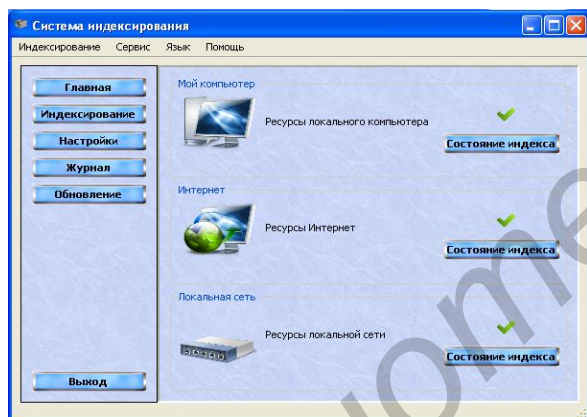 Система индексирования
Индексирование Сервис Язык Помощь
Главная
Индексирование
Настройки
Журнал
Обновление
Выход
Мой компьютер
Ресурсы локального компьютера
Состояние индекса
Интернет
Ресурсы Интернет
Состояние индекса
Локальная сеть
Ресурсы локальной сети
Состояние индекса